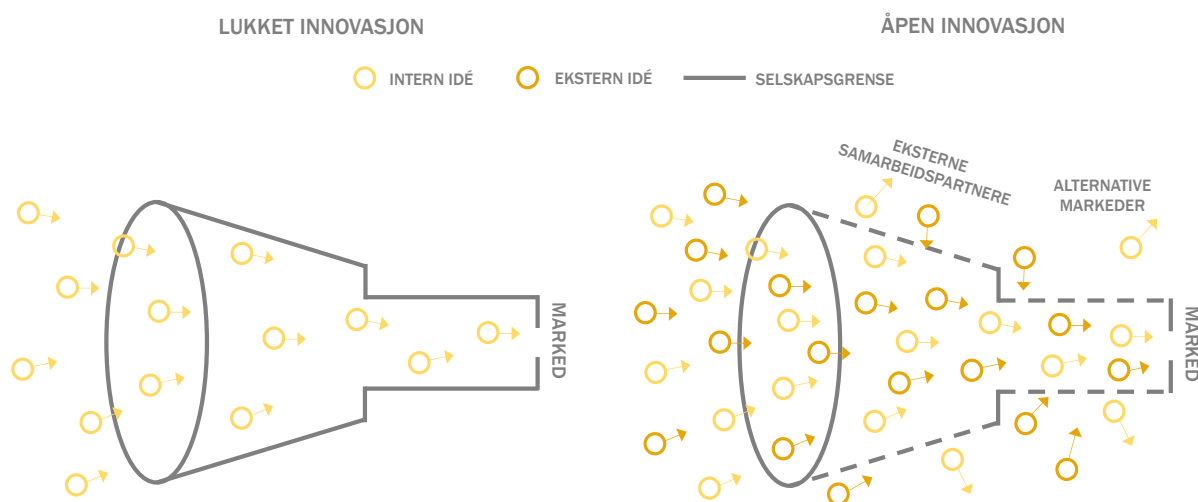 LUKKET INNOVASJON
ÅPEN INNOVASJON
INTERN IDÉ
EKSTERN IDÉ
SELSKAPSGRENSE
EKSTERNE
SAMARBEIDSPARTNERE
ALTERNATIVE
MARKEDER
MARKED
MARKED